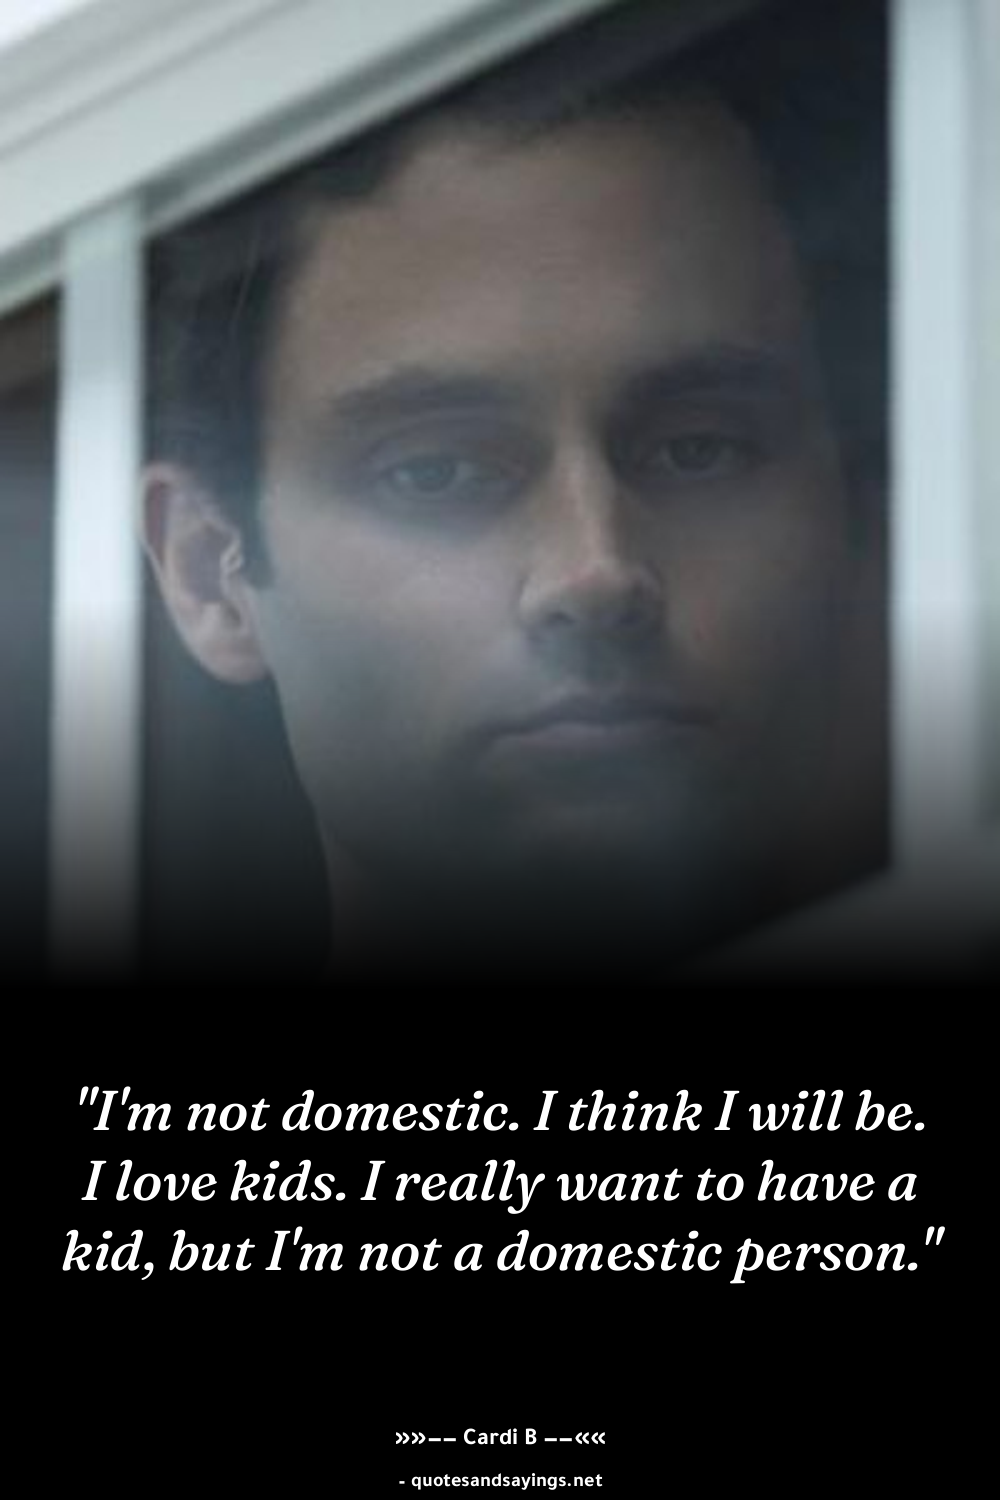 "I'm not domestic. I think I will be.
I love kids. I really want to have a
kid, but I'm not a domestic person."
»»—— Cardi B ——««
- quotesandsayings.net